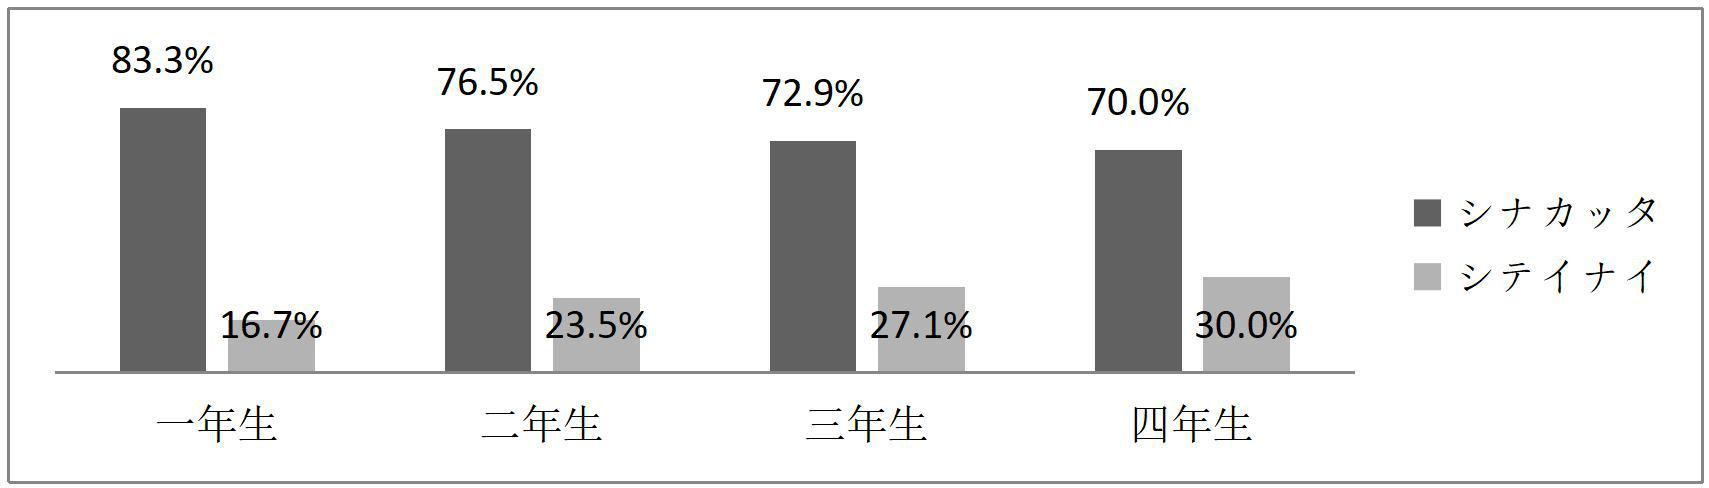 83.3%
76.5%
72.9%
70.0%
16.7%
23.5%
27.1%
30.0%
一年生
二年生
三年生
四年生
シナカッタ
シテイナイ